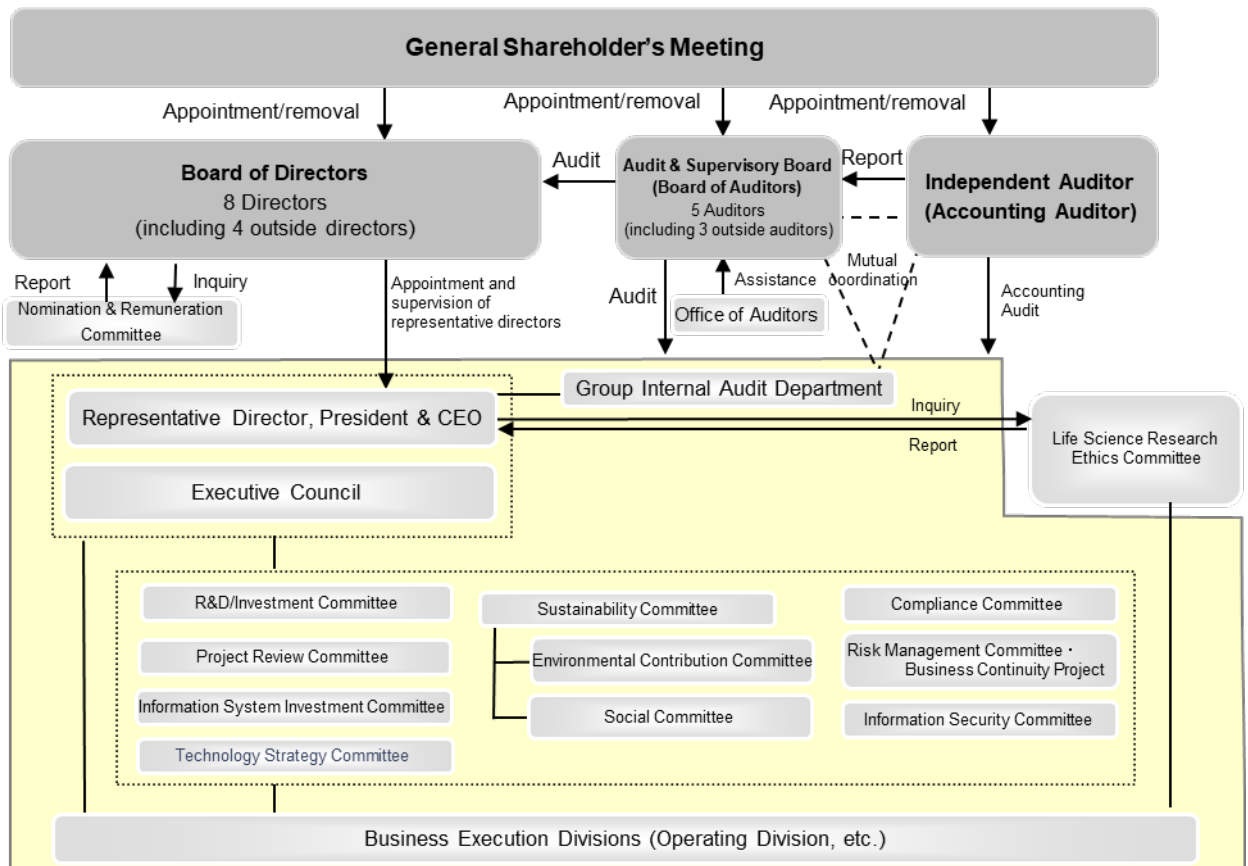 General Shareholder's Meeting
Appointment/removal
Appointment/removal
Appointment/removal
Board of Directors
8 Directors
(including 4 outside directors)
Audit
Audit & Supervisory Board
(Board of Auditors)
5 Auditors
(including 3 outside auditors)
Report
Independent Auditor
(Accounting Auditor)
Report
Inquiry
Nomination & Remuneration
Committee
Appointment and
supervision of
representative directors
Audit
Assistance
Office of Auditors
Mutual
coordination
Accounting
Audit
Group Internal Audit Department
Representative Director, President & CEO
Executive Council
Inquiry
Report
Life Science Research
Ethics Committee
R&D/Investment Committee
Project Review Committee
Information System Investment Committee
Technology Strategy Committee
Sustainability Committee
Environmental Contribution Committee
Social Committee
Compliance Committee
Risk Management Committee・
Business Continuity Project
Information Security Committee
Business Execution Divisions (Operating Division, etc.)